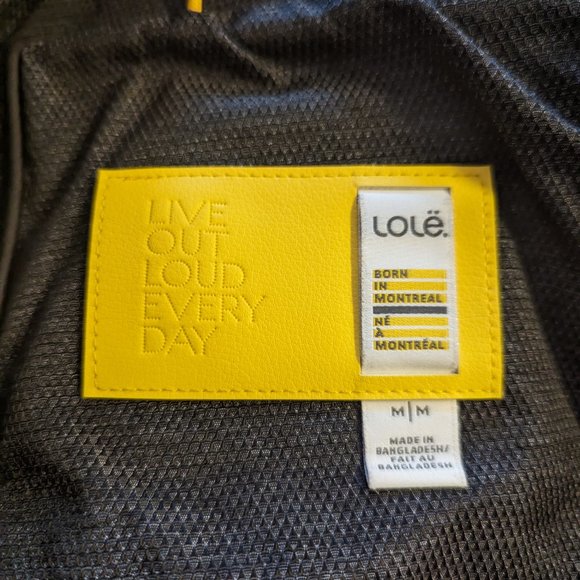 LIVE
OUT
LOUD
EVERY
DAY
LOLË.
BORN
IN
MONTREAL
NÉ
À
MONTRÉAL
M|M
MADE IN
BANGLADESH/
FAIT AU
BANGLADESH